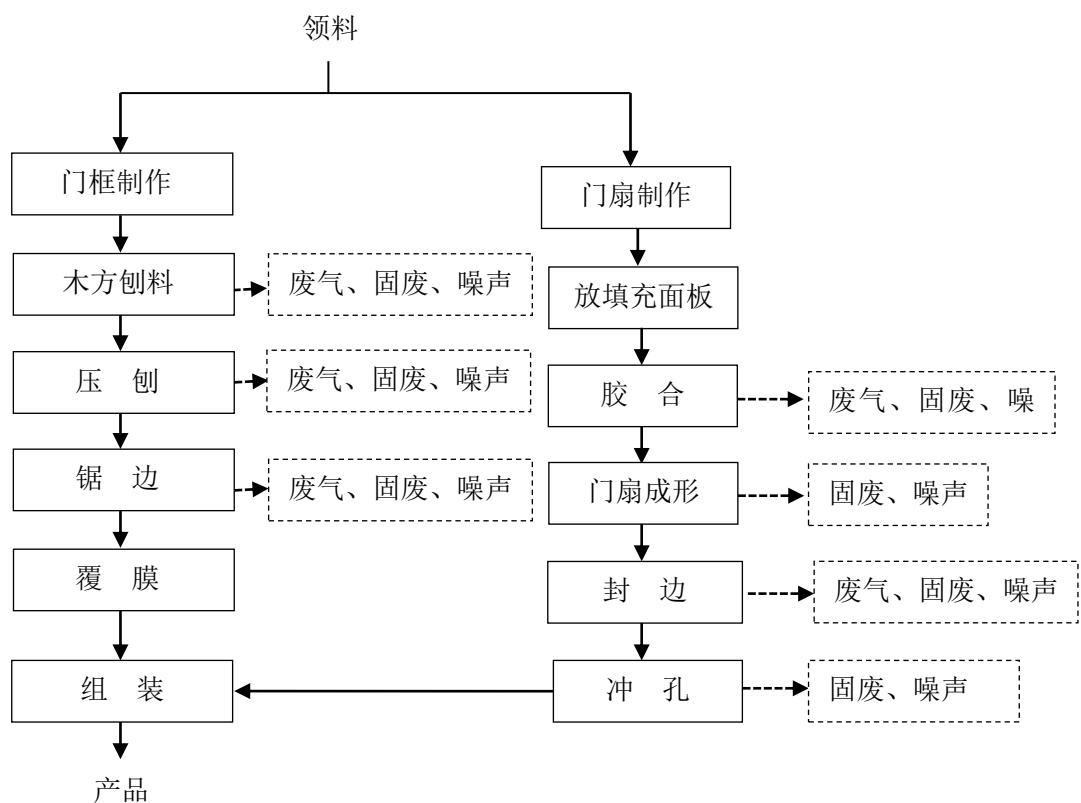 领料
门框制作
门扇制作
木方刨料
废气、固废、噪声
放填充面板
压 刨
废气、固废、噪声
胶 合
废气、固废、噪
锯 边
废气、固废、噪声
门扇成形
固废、噪声
覆 膜
封 边
废气、固废、噪声
组 装
冲 孔
固废、噪声
产品